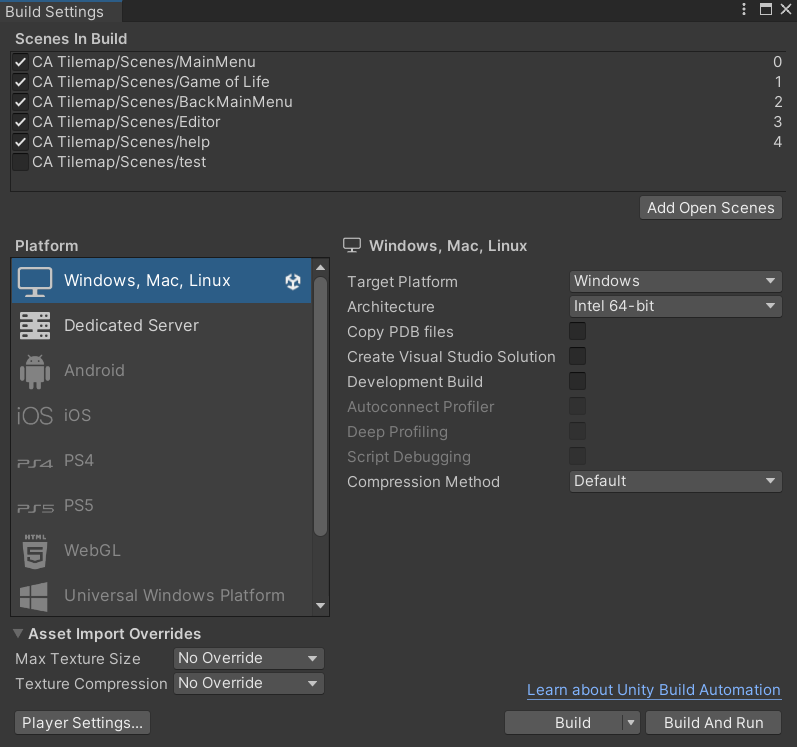 Build Settings
Scenes In Build
CA Tilemap/Scenes/MainMenu 0
CA Tilemap/Scenes/Game of Life 1
CA Tilemap/Scenes/BackMainMenu 2
CA Tilemap/Scenes/Editor 3
CA Tilemap/Scenes/help 4
CA Tilemap/Scenes/test
Add Open Scenes
Platform
Windows, Mac, Linux
Dedicated Server
Android
iOS iOS
PS4 PS4
PS5 PS5
HTML 5 WebGL
Universal Windows Platform
Windows, Mac, Linux
Target Platform Windows
Architecture Intel 64-bit
Copy PDB files
Create Visual Studio Solution
Development Build
Autoconnect Profiler
Deep Profiling
Script Debugging
Compression Method Default
Asset Import Overrides
Max Texture Size No Override
Texture Compression No Override
Learn about Unity Build Automation
Player Settings... Build Build And Run